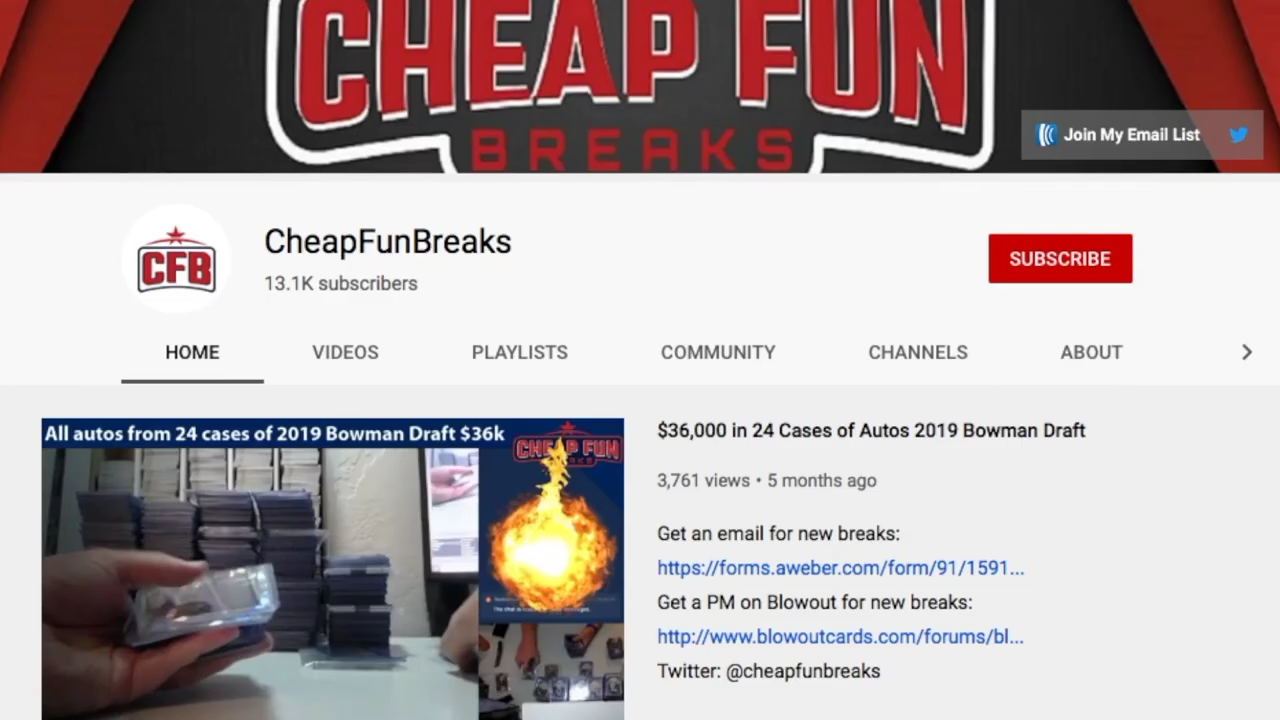 CHEAP FUN
BREAKS
Join My Email List
CFB
CheapFunBreaks
13.1K subscribers
SUBSCRIBE
HOME
VIDEOS
PLAYLISTS
COMMUNITY
CHANNELS
ABOUT
All autos from 24 cases of 2019 Bowman Draft $36k
CHEAP FUN
$36,000 in 24 Cases of Autos 2019 Bowman Draft
3,761 views • 5 months ago
Get an email for new breaks:
https://forms.aweber.com/form/91/1591...
Get a PM on Blowout for new breaks:
http://www.blowoutcards.com/forums/bl...
Twitter: @cheapfunbreaks